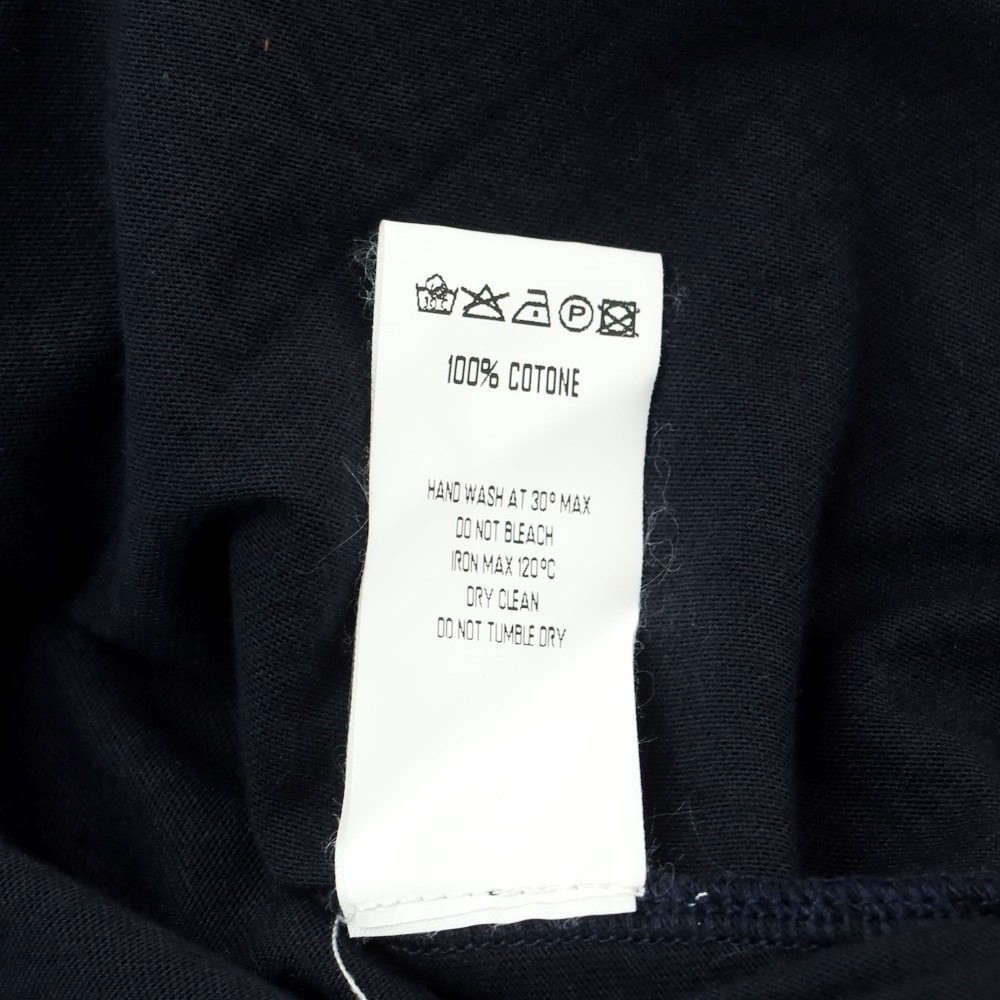 30°C
P
100% COTONE
HAND WASH AT 30° MAX
DO NOT BLEACH
IRON MAX 120°C
DRY CLEAN
DO NOT TUMBLE DRY